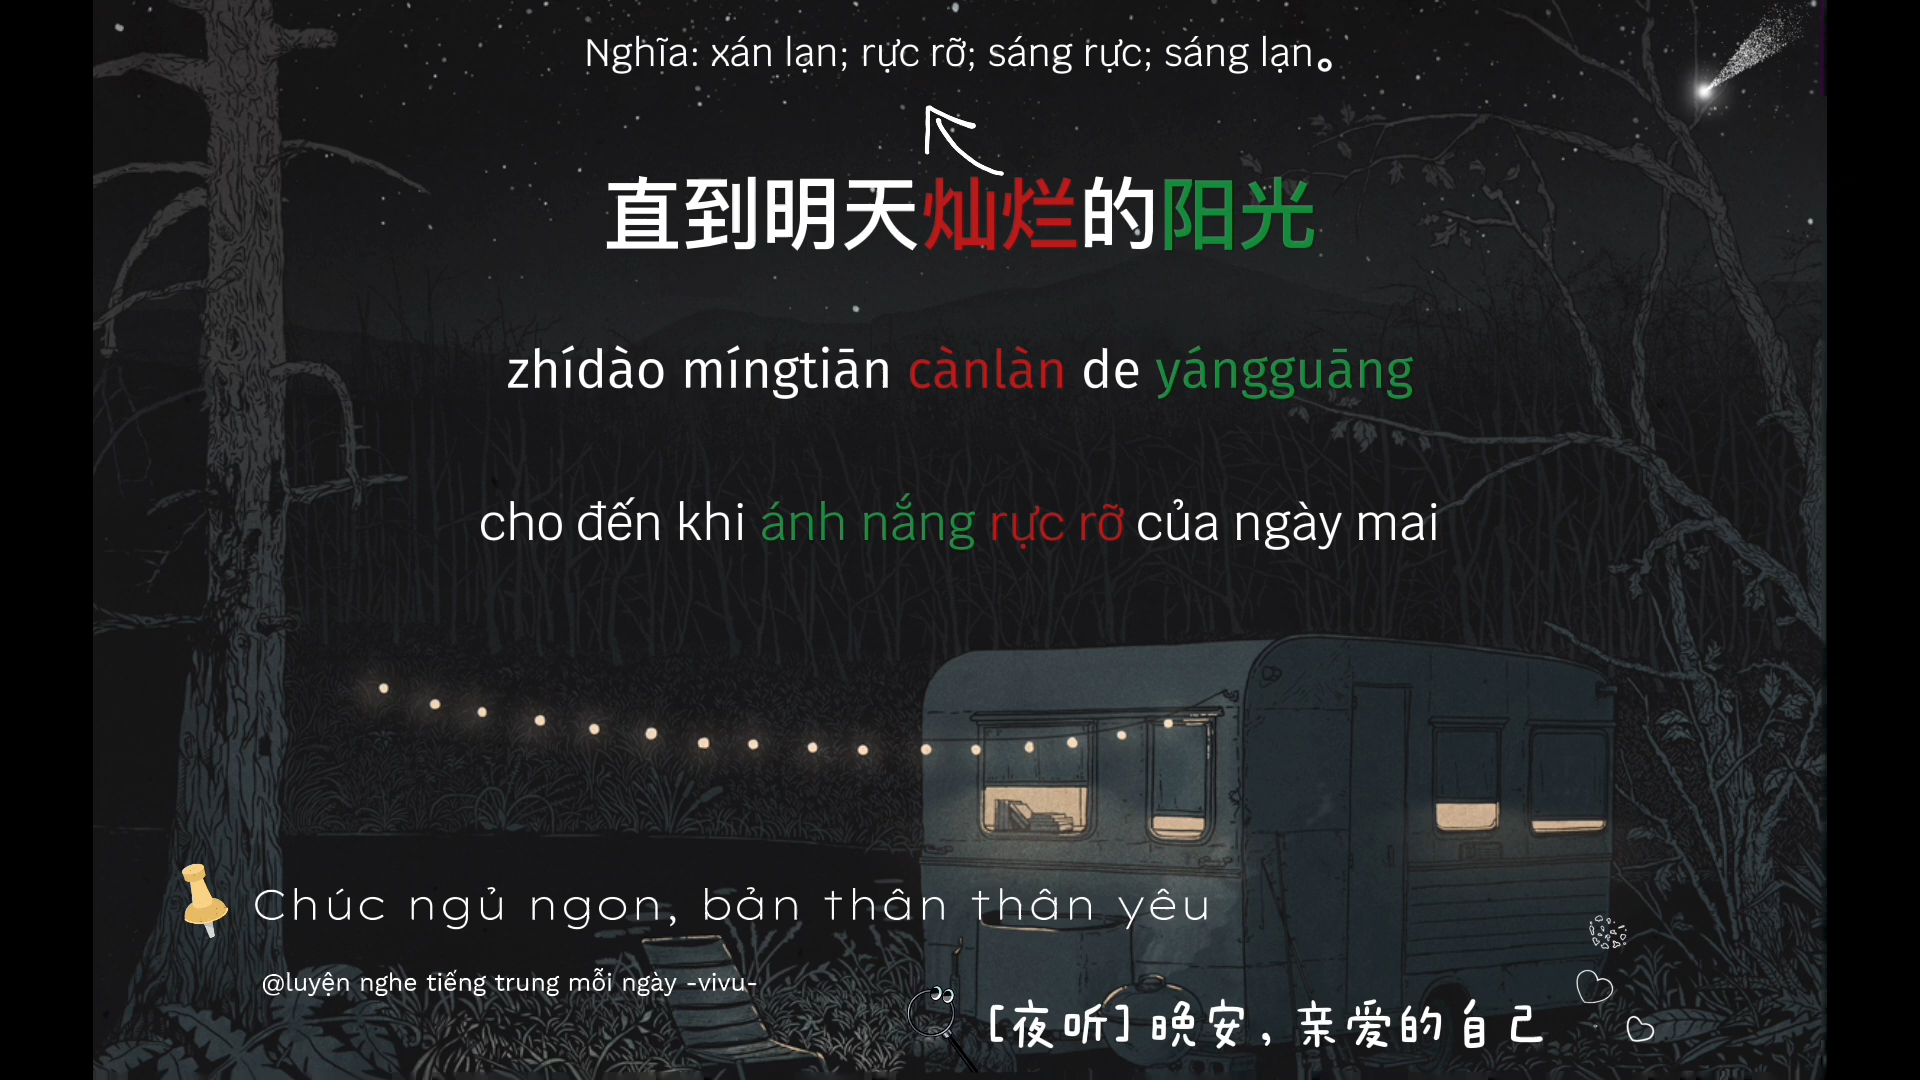 Nghĩa: xán lạn; rực rỡ; sáng rực; sáng lạn。
直到明天灿烂的阳光
zhídào míngtiān cànlàn de yángguāng
cho đến khi ánh nắng rực rỡ của ngày mai
Chúc ngủ ngon, bản thân thân yêu
@luyện nghe tiếng trung mỗi ngày -vivu-
[夜听] 晚安, 亲爱的自己